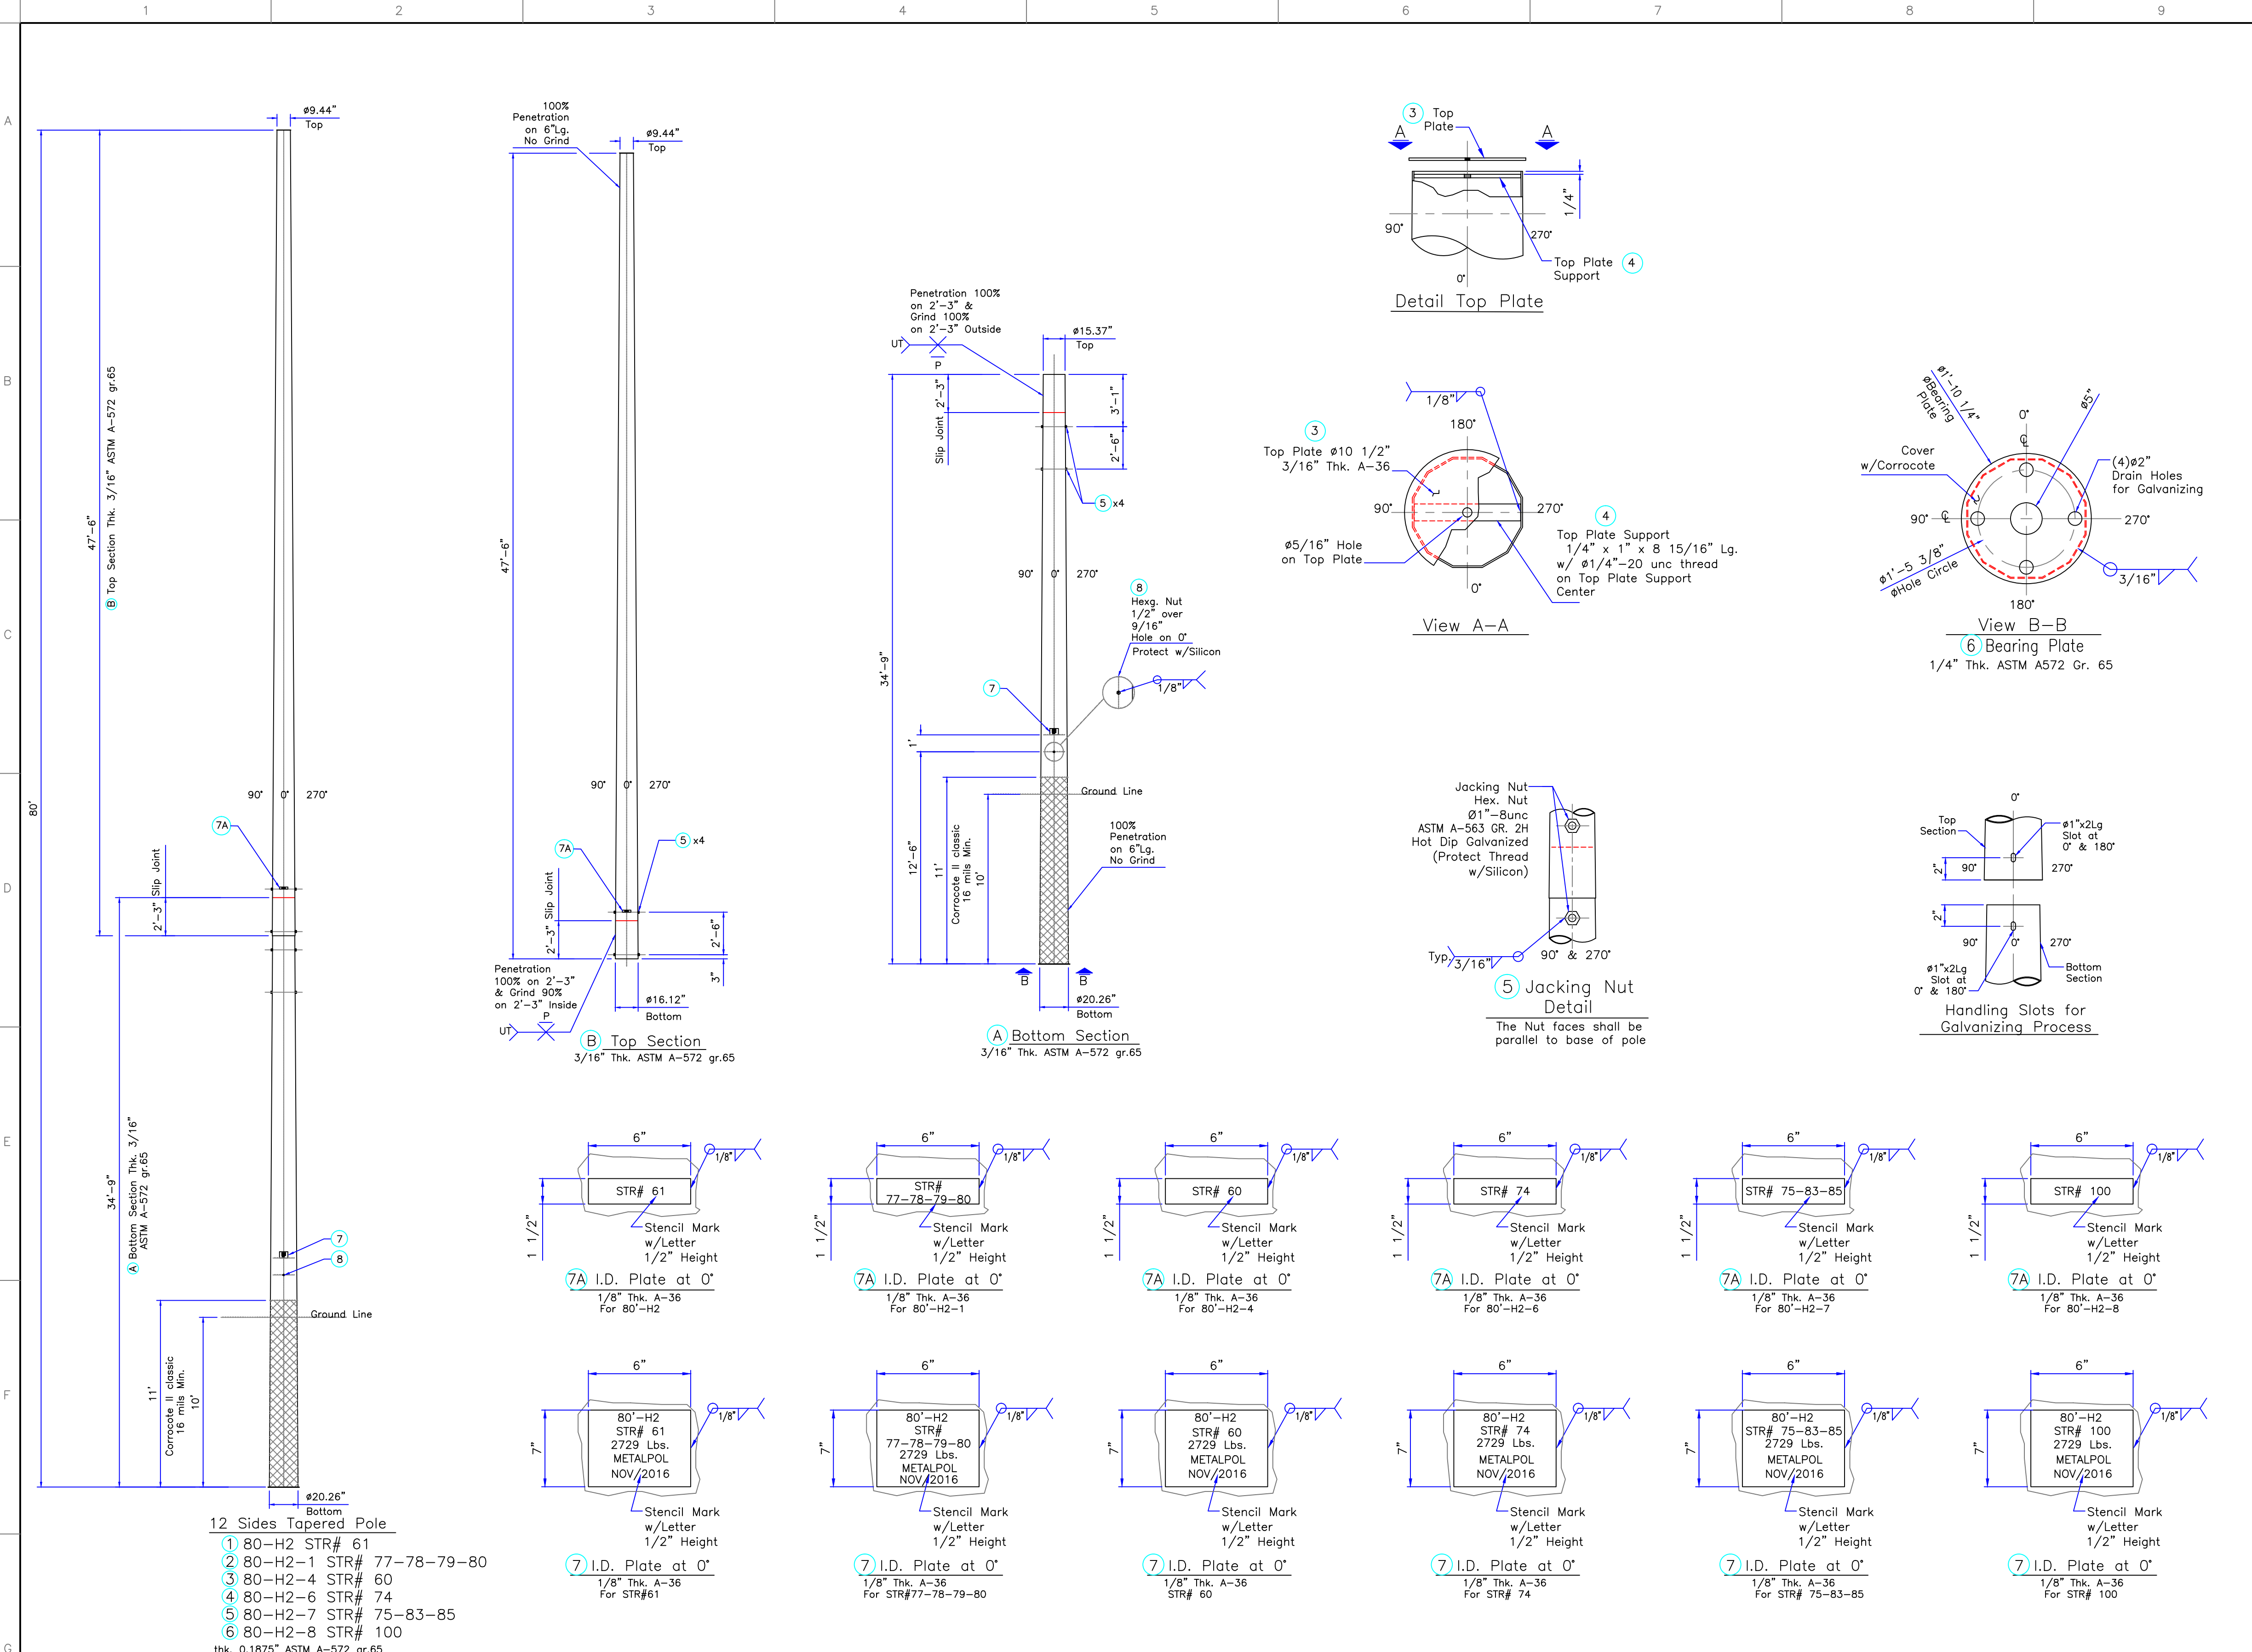 1 2 3 4 5 6 7 8 9
A
B
C
D
E
F
G
ø9.44"
Top
80'
47'-6"
B Top Section Thk. 3/16" ASTM A-572 gr.65
90° 0° 270°
7A
2'-3" Slip Joint
34'-9"
A Bottom Section Thk. 3/16"
ASTM A-572 gr.65
7
8
Ground Line
11'
Corrocote II classic
16 mils Min.
10'
ø20.26"
Bottom
12 Sides Tapered Pole
1 80-H2 STR# 61
2 80-H2-1 STR# 77-78-79-80
3 80-H2-4 STR# 60
4 80-H2-6 STR# 74
5 80-H2-7 STR# 75-83-85
6 80-H2-8 STR# 100
thk. 0.1875" ASTM A-572 gr.65
100%
Penetration
on 6"Lg.
No Grind
ø9.44"
Top
47'-6"
90° 0° 270°
7A
5 x4
2'-3" Slip Joint
2'-6"
3"
Penetration
100% on 2'-3"
& Grind 90%
on 2'-3" Inside
UT
P
ø16.12"
Bottom
B Top Section
3/16" Thk. ASTM A-572 gr.65
Penetration 100%
on 2'-3" &
Grind 100%
on 2'-3" Outside
UT
P
ø15.37"
Top
Slip Joint 2'-3"
3'-1"
2'-6"
5 x4
90° 0° 270°
8
Hexg. Nut
1/2" over
9/16"
Hole on 0°
Protect w/Silicon
1/8"
7
34'-9"
1'
12'-6"
11'
Corrocote II classic
16 mils Min.
10'
Ground Line
100%
Penetration
on 6"Lg.
No Grind
B B
ø20.26"
Bottom
A Bottom Section
3/16" Thk. ASTM A-572 gr.65
3 Top
Plate
A A
1/4"
90°
270°
0°
Top Plate 4
Support
Detail Top Plate
1/8"
180°
3
Top Plate ø10 1/2"
3/16" Thk. A-36
90°
270°
4
Top Plate Support
1/4" x 1" x 8 15/16" Lg.
w/ ø1/4"-20 unc thread
on Top Plate Support
Center
ø5/16" Hole
on Top Plate
0°
View A-A
ø1'-10 1/4"
øBearing
Plate
0°
ø5"
Cover
w/Corrocote
(4)ø2"
Drain Holes
for Galvanizing
90°
270°
ø1'-5 3/8"
øHole Circle
3/16"
180°
View B-B
6 Bearing Plate
1/4" Thk. ASTM A572 Gr. 65
Jacking Nut
Hex. Nut
Ø1"-8unc
ASTM A-563 GR. 2H
Hot Dip Galvanized
(Protect Thread
w/Silicon)
Typ. 3/16"
90° & 270°
5 Jacking Nut
Detail
The Nut faces shall be
parallel to base of pole
0°
Top
Section
ø1"x2Lg
Slot at
0° & 180°
2"
90°
270°
2"
90° 0° 270°
ø1"x2Lg
Slot at
0° & 180°
Bottom
Section
Handling Slots for
Galvanizing Process
6"
1/8"
STR# 61
1 1/2"
Stencil Mark
w/Letter
1/2" Height
7A I.D. Plate at 0°
1/8" Thk. A-36
For 80'-H2
6"
1/8"
STR#
77-78-79-80
1 1/2"
Stencil Mark
w/Letter
1/2" Height
7A I.D. Plate at 0°
1/8" Thk. A-36
For 80'-H2-1
6"
1/8"
STR# 60
1 1/2"
Stencil Mark
w/Letter
1/2" Height
7A I.D. Plate at 0°
1/8" Thk. A-36
For 80'-H2-4
6"
1/8"
STR# 74
1 1/2"
Stencil Mark
w/Letter
1/2" Height
7A I.D. Plate at 0°
1/8" Thk. A-36
For 80'-H2-6
6"
1/8"
STR# 75-83-85
1 1/2"
Stencil Mark
w/Letter
1/2" Height
7A I.D. Plate at 0°
1/8" Thk. A-36
For 80'-H2-7
6"
1/8"
STR# 100
1 1/2"
Stencil Mark
w/Letter
1/2" Height
7A I.D. Plate at 0°
1/8" Thk. A-36
For 80'-H2-8
6"
1/8"
7"
80'-H2
STR# 61
2729 Lbs.
METALPOL
NOV/2016
Stencil Mark
w/Letter
1/2" Height
7 I.D. Plate at 0°
1/8" Thk. A-36
For STR#61
6"
1/8"
7"
80'-H2
STR#
77-78-79-80
2729 Lbs.
METALPOL
NOV/2016
Stencil Mark
w/Letter
1/2" Height
7 I.D. Plate at 0°
1/8" Thk. A-36
For STR#77-78-79-80
6"
1/8"
7"
80'-H2
STR# 60
2729 Lbs.
METALPOL
NOV/2016
Stencil Mark
w/Letter
1/2" Height
7 I.D. Plate at 0°
1/8" Thk. A-36
STR# 60
6"
1/8"
7"
80'-H2
STR# 74
2729 Lbs.
METALPOL
NOV/2016
Stencil Mark
w/Letter
1/2" Height
7 I.D. Plate at 0°
1/8" Thk. A-36
For STR# 74
6"
1/8"
7"
80'-H2
STR# 75-83-85
2729 Lbs.
METALPOL
NOV/2016
Stencil Mark
w/Letter
1/2" Height
7 I.D. Plate at 0°
1/8" Thk. A-36
For STR# 75-83-85
6"
1/8"
7"
80'-H2
STR# 100
2729 Lbs.
METALPOL
NOV/2016
Stencil Mark
w/Letter
1/2" Height
7 I.D. Plate at 0°
1/8" Thk. A-36
For STR# 100